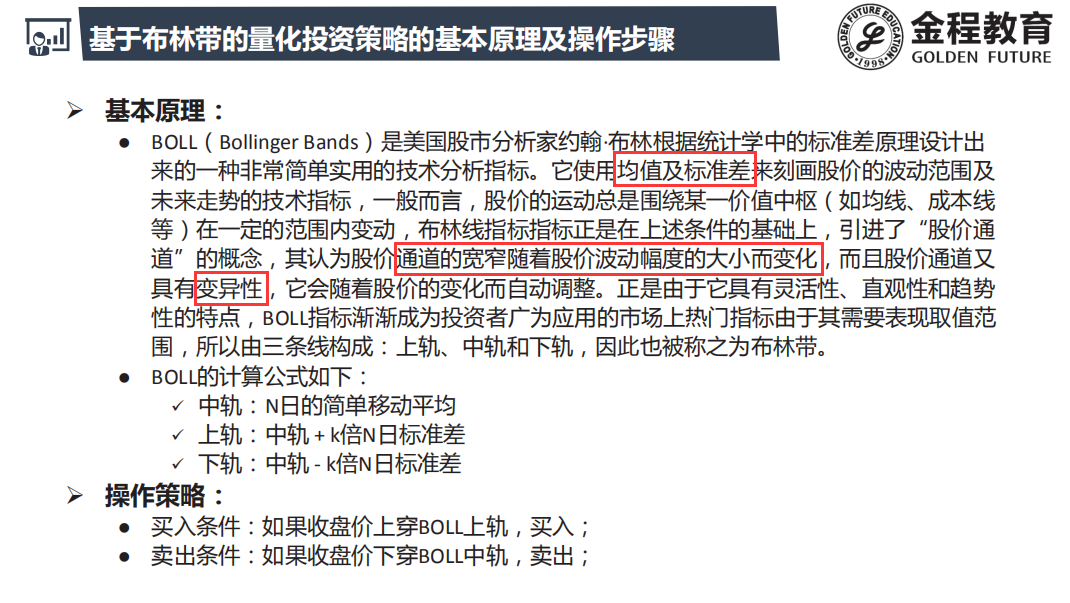 基于布林带的量化投资策略的基本原理及操作步骤
GOLDEN FUTURE EDUCATION
1998
金程教育
GOLDEN FUTURE
基本原理：
BOLL（Bollinger Bands）是美国股市分析家约翰·布林根据统计学中的标准差原理设计出
来的一种非常简单实用的技术分析指标。它使用均值及标准差来刻画股价的波动范围及
未来走势的技术指标，一般而言，股价的运动总是围绕某一价值中枢（如均线、成本线
等）在一定的范围内变动，布林线指标指标正是在上述条件的基础上，引进了“股价通
道”的概念，其认为股价通道的宽窄随着股价波动幅度的大小而变化，而且股价通道又
具有变异性，它会随着股价的变化而自动调整。正是由于它具有灵活性、直观性和趋势
性的特点，BOLL指标渐渐成为投资者广为应用的市场上热门指标由于其需要表现取值范
围，所以由三条线构成：上轨、中轨和下轨，因此也被称之为布林带。
BOLL的计算公式如下：
中轨：N日的简单移动平均
上轨：中轨 + k倍N日标准差
下轨：中轨 - k倍N日标准差
操作策略：
买入条件：如果收盘价上穿BOLL上轨，买入；
卖出条件：如果收盘价下穿BOLL中轨，卖出；